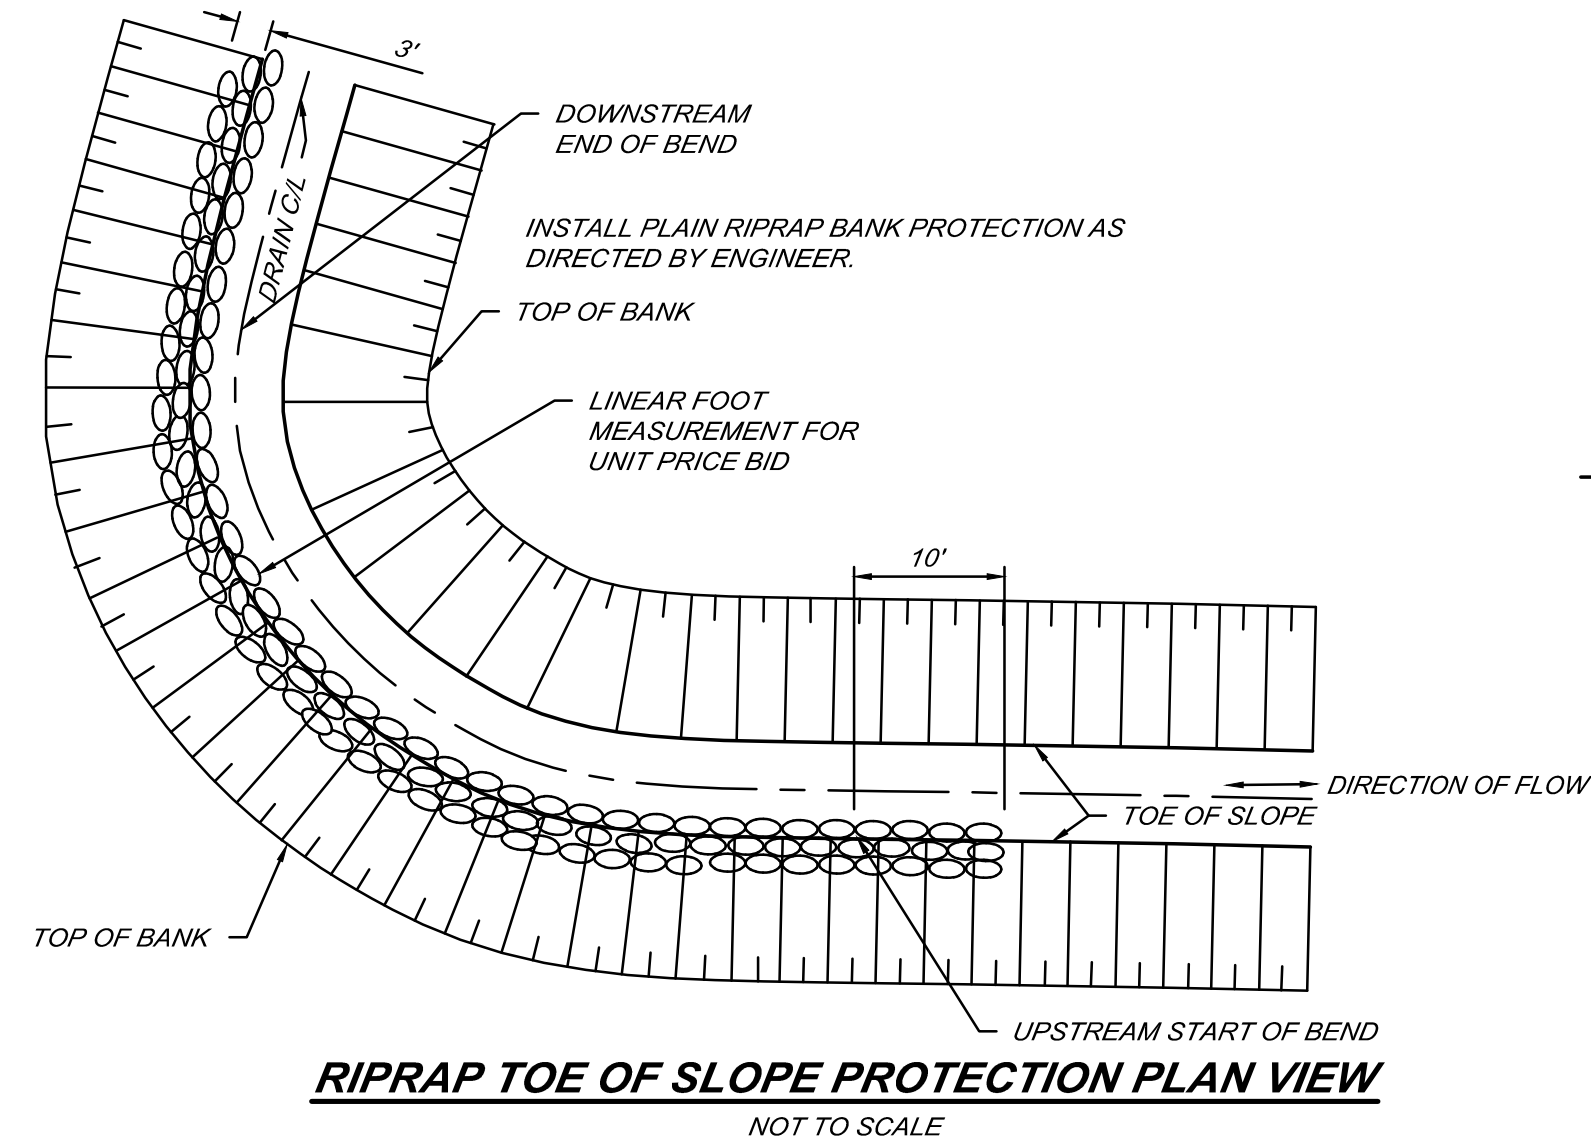 3'
DOWNSTREAM
END OF BEND
DRAIN C/L
INSTALL PLAIN RIPRAP BANK PROTECTION AS
DIRECTED BY ENGINEER.
TOP OF BANK
LINEAR FOOT
MEASUREMENT FOR
UNIT PRICE BID
10'
DIRECTION OF FLOW
TOE OF SLOPE
TOP OF BANK
UPSTREAM START OF BEND
RIPRAP TOE OF SLOPE PROTECTION PLAN VIEW
NOT TO SCALE